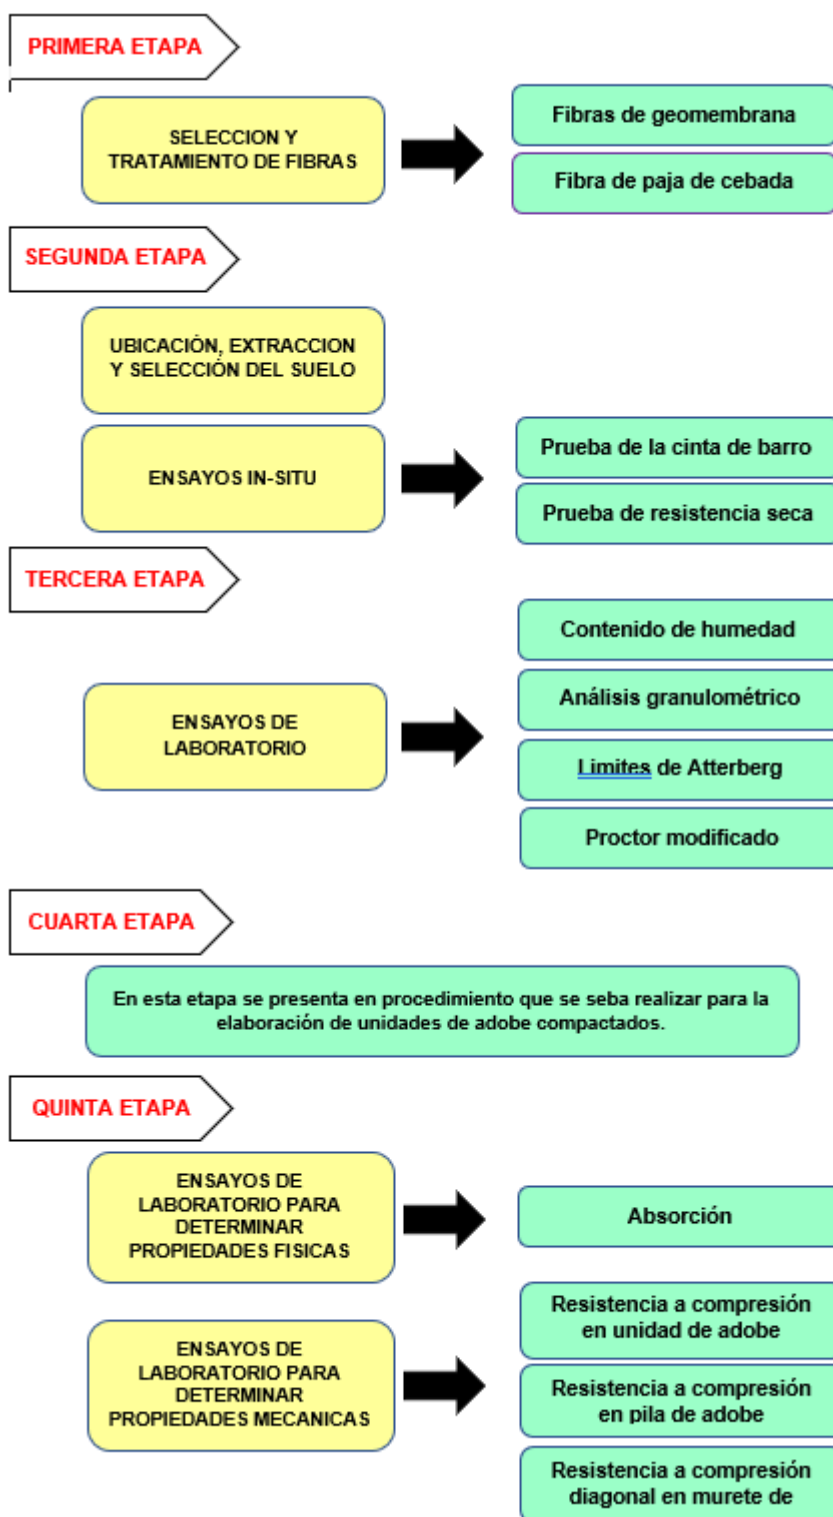 PRIMERA ETAPA
SELECCION Y
TRATAMIENTO DE FIBRAS
Fibras de geomembrana
Fibra de paja de cebada
SEGUNDA ETAPA
UBICACIÓN, EXTRACCION
Y SELECCIÓN DEL SUELO
ENSAYOS IN-SITU
Prueba de la cinta de barro
Prueba de resistencia seca
TERCERA ETAPA
ENSAYOS DE
LABORATORIO
Contenido de humedad
Análisis granulométrico
Limites de Atterberg
Proctor modificado
CUARTA ETAPA
En esta etapa se presenta en procedimiento que se seba realizar para la
elaboración de unidades de adobe compactados.
QUINTA ETAPA
ENSAYOS DE
LABORATORIO PARA
DETERMINAR
PROPIEDADES FISICAS
Absorción
ENSAYOS DE
LABORATORIO PARA
DETERMINAR
PROPIEDADES MECANICAS
Resistencia a compresión
en unidad de adobe
Resistencia a compresión
en pila de adobe
Resistencia a compresión
diagonal en murete de